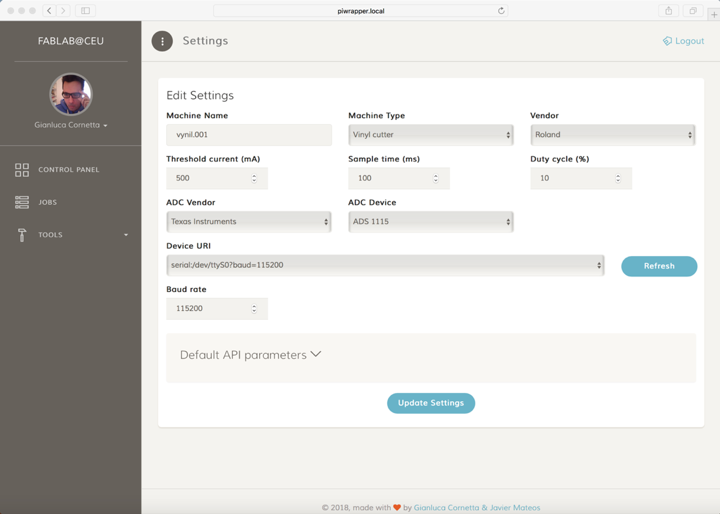 piwrapper.local
FABLAB@CEU
Settings
Logout
Gianluca Cornetta
CONTROL PANEL
JOBS
TOOLS
Edit Settings
Machine Name Machine Type Vendor
vynil.001 Vinyl cutter Roland
Threshold current (mA) Sample time (ms) Duty cycle (%)
500 100 10
ADC Vendor ADC Device
Texas Instruments ADS 1115
Device URI
serial:/dev/ttyS0?baud=115200 Refresh
Baud rate
115200
Default API parameters
Update Settings
© 2018, made with ❤ by Gianluca Cornetta & Javier Mateos